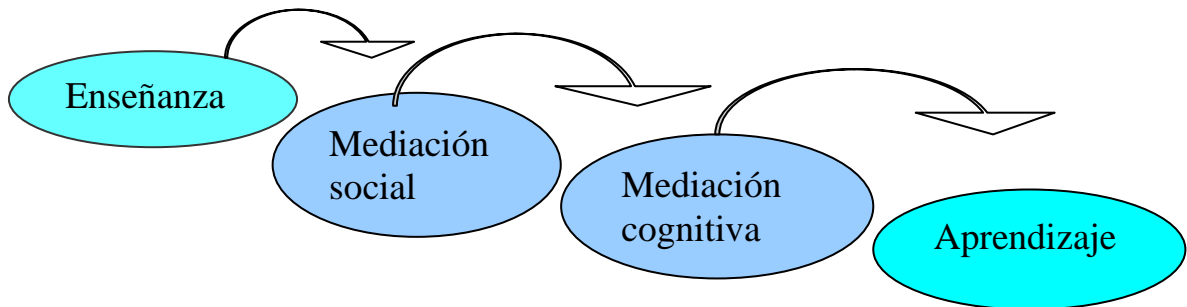 Enseñanza
Mediación
social
Mediación
cognitiva
Aprendizaje